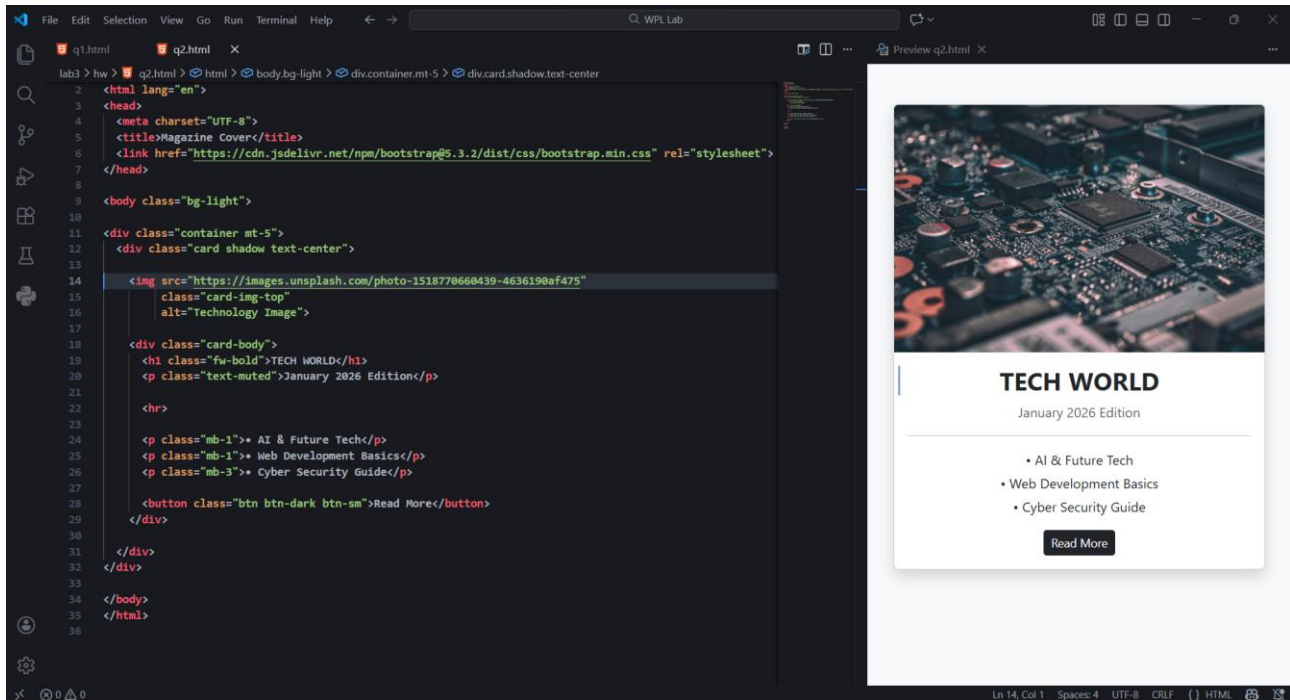 File Edit Selection View Go Run Terminal Help
WPL Lab
q1.html
q2.html
Preview q2.html
lab3 > hw > q2.html > html > body.bg-light > div.container.mt-5 > div.card.shadow.text-center
2 <html lang="en">
3 <head>
4 <meta charset="UTF-8">
5 <title>Magazine Cover</title>
6 <link href="https://cdn.jsdelivr.net/npm/bootstrap@5.3.2/dist/css/bootstrap.min.css" rel="stylesheet">
7 </head>
8
9 <body class="bg-light">
10
11 <div class="container mt-5">
12 <div class="card shadow text-center">
13
14 <img src="https://images.unsplash.com/photo-1518770660439-4636190af475"
15 class="card-img-top"
16 alt="Technology Image">
17
18 <div class="card-body">
19 <h1 class="fw-bold">TECH WORLD</h1>
20 <p class="text-muted">January 2026 Edition</p>
21
22 <hr>
23
24 <p class="mb-1">• AI & Future Tech</p>
25 <p class="mb-1">• Web Development Basics</p>
26 <p class="mb-3">• Cyber Security Guide</p>
27
28 <button class="btn btn-dark btn-sm">Read More</button>
29 </div>
30
31 </div>
32 </div>
33
34 </body>
35 </html>
36
TECH WORLD
January 2026 Edition
• AI & Future Tech
• Web Development Basics
• Cyber Security Guide
Read More
0 0
Ln 14, Col 1 Spaces: 4 UTF-8 CRLF {} HTML